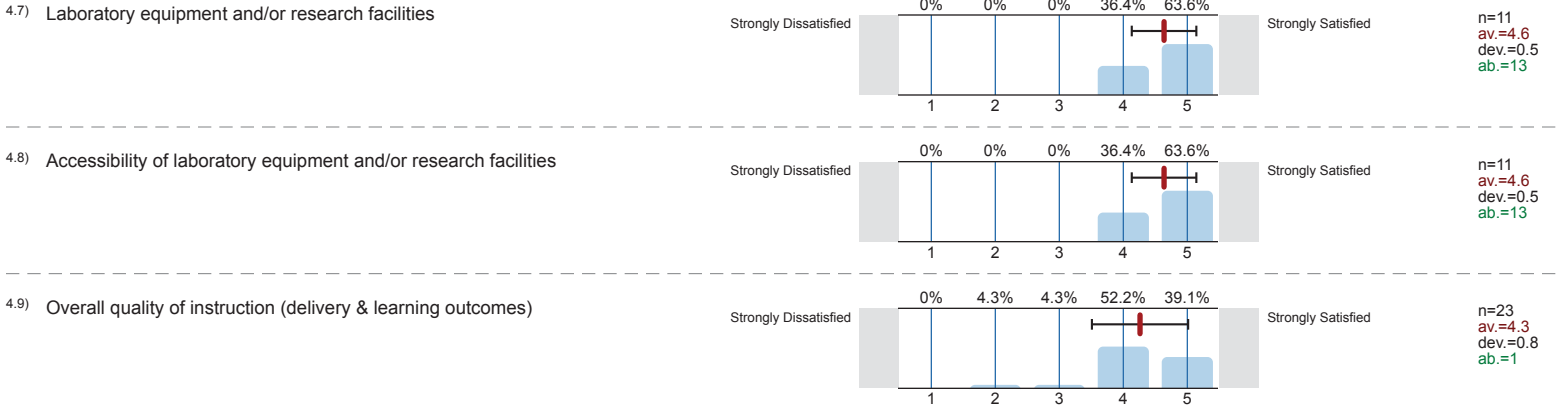 4.7) Laboratory equipment and/or research facilities
0% 0% 0% 36.4% 63.6%
Strongly Dissatisfied Strongly Satisfied
1 2 3 4 5
n=11
av.=4.6
dev.=0.5
ab.=13
4.8) Accessibility of laboratory equipment and/or research facilities
0% 0% 0% 36.4% 63.6%
Strongly Dissatisfied Strongly Satisfied
1 2 3 4 5
n=11
av.=4.6
dev.=0.5
ab.=13
4.9) Overall quality of instruction (delivery & learning outcomes)
0% 4.3% 4.3% 52.2% 39.1%
Strongly Dissatisfied Strongly Satisfied
1 2 3 4 5
n=23
av.=4.3
dev.=0.8
ab.=1